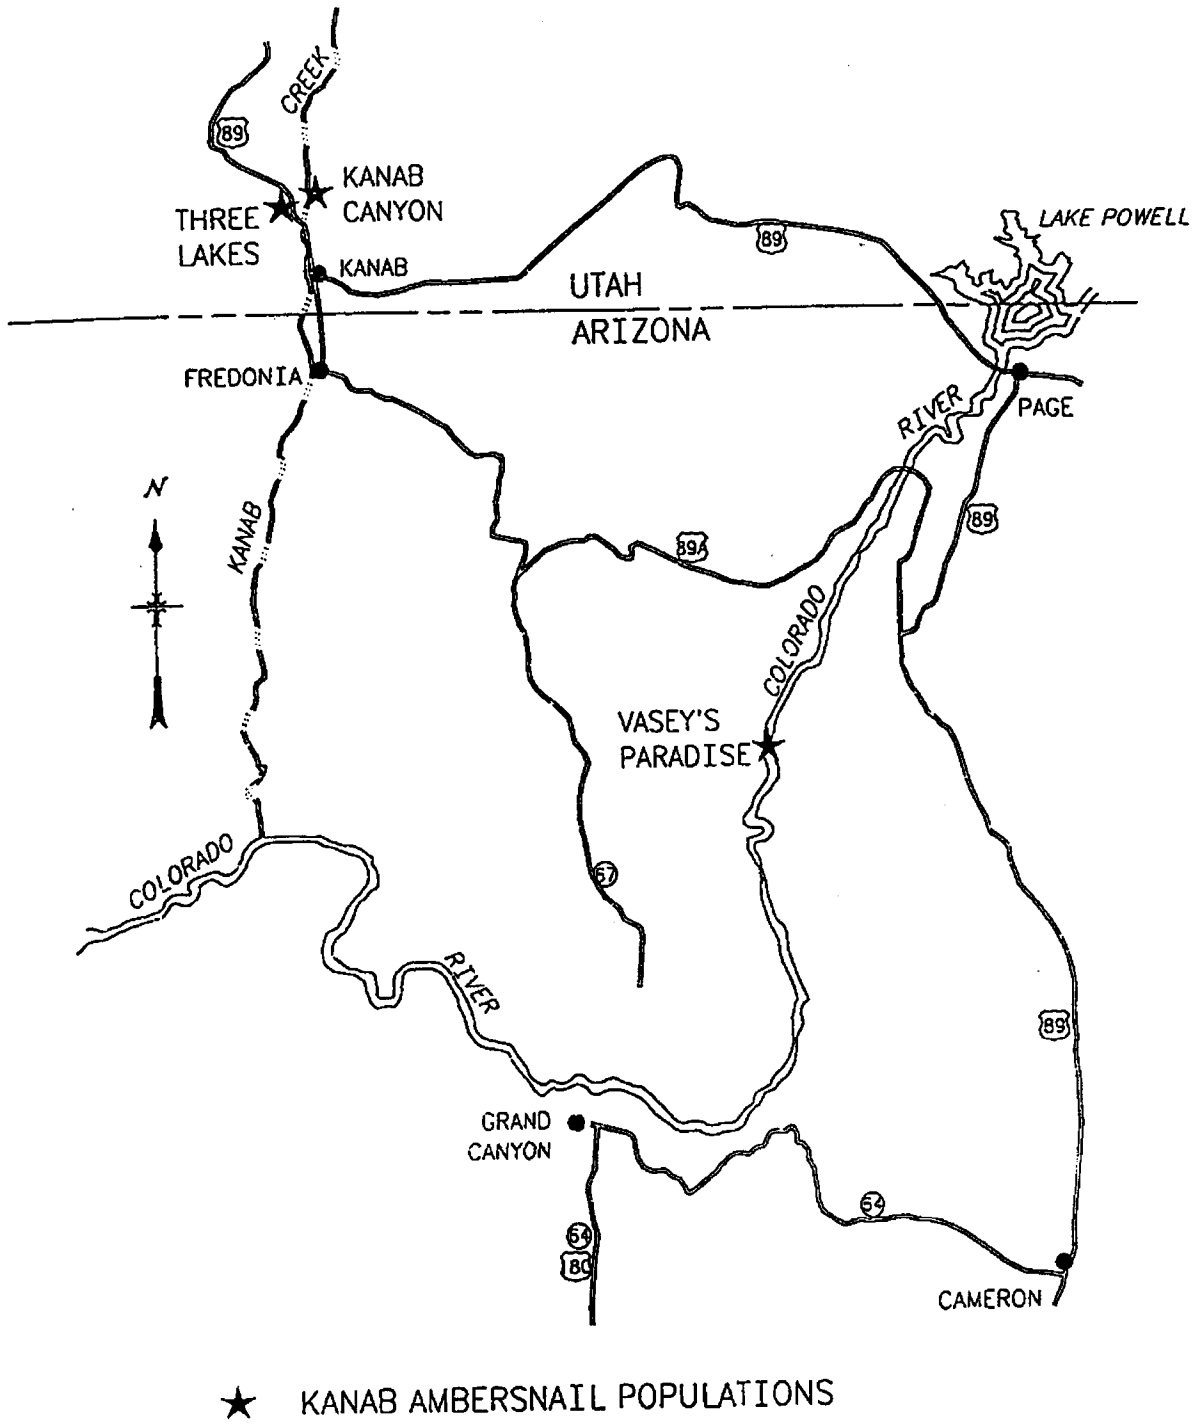 CREEK
89
KANAB
CANYON
THREE
LAKES
KANAB
89
LAKE POWELL
UTAH
ARIZONA
FREDONIA
RIVER
PAGE
N
KANAB
89A
89
COLORADO
VASEY'S
PARADISE
COLORADO
67
RIVER
89
GRAND
CANYON
64
64
180
CAMERON
KANAB AMBERSNAIL POPULATIONS